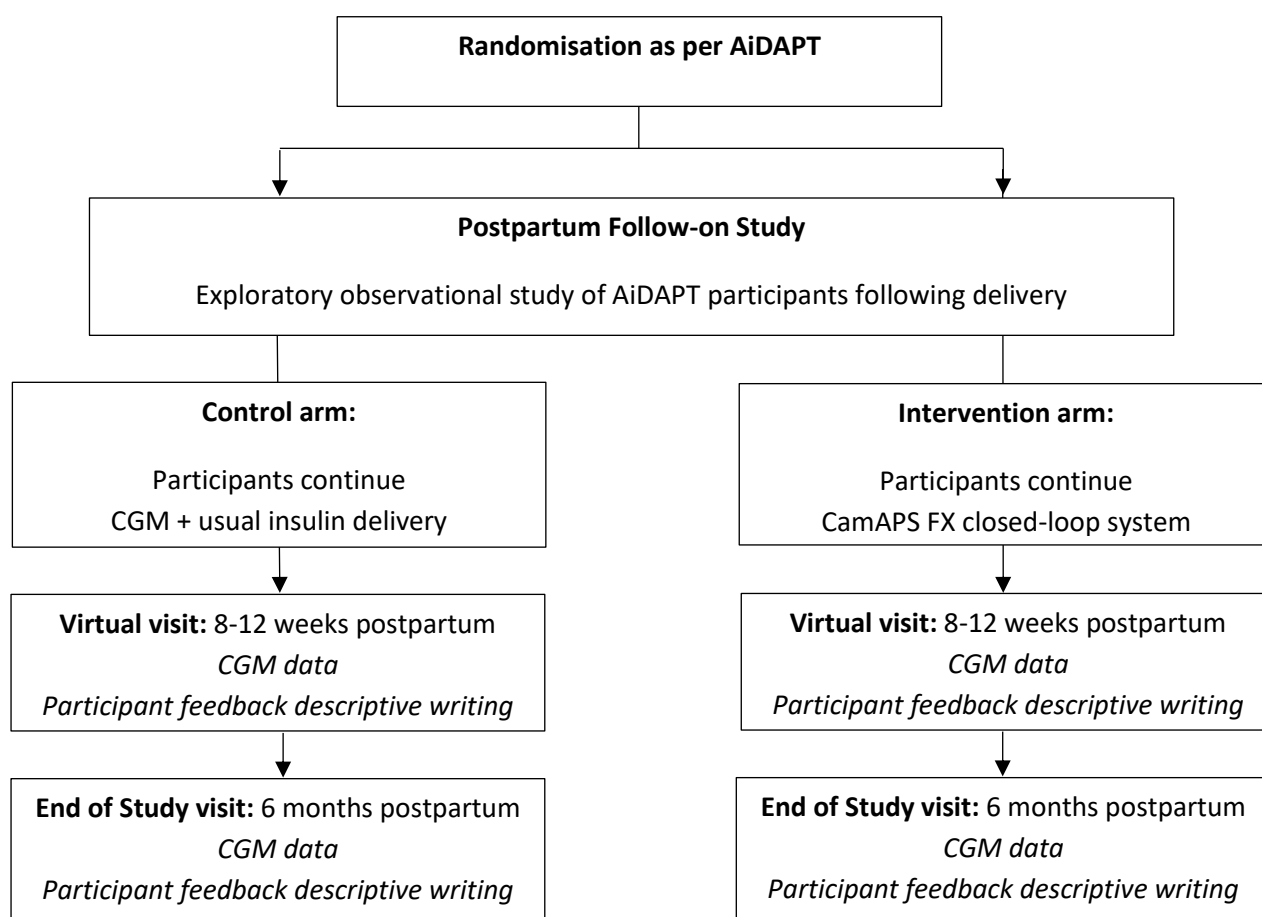 Randomisation as per AiDAPT
Postpartum Follow-on Study
Exploratory observational study of AiDAPT participants following delivery
Control arm:
Participants continue
CGM + usual insulin delivery
Virtual visit: 8-12 weeks postpartum
CGM data
Participant feedback descriptive writing
End of Study visit: 6 months postpartum
CGM data
Participant feedback descriptive writing
Intervention arm:
Participants continue
CamAPS FX closed-loop system
Virtual visit: 8-12 weeks postpartum
CGM data
Participant feedback descriptive writing
End of Study visit: 6 months postpartum
CGM data
Participant feedback descriptive writing